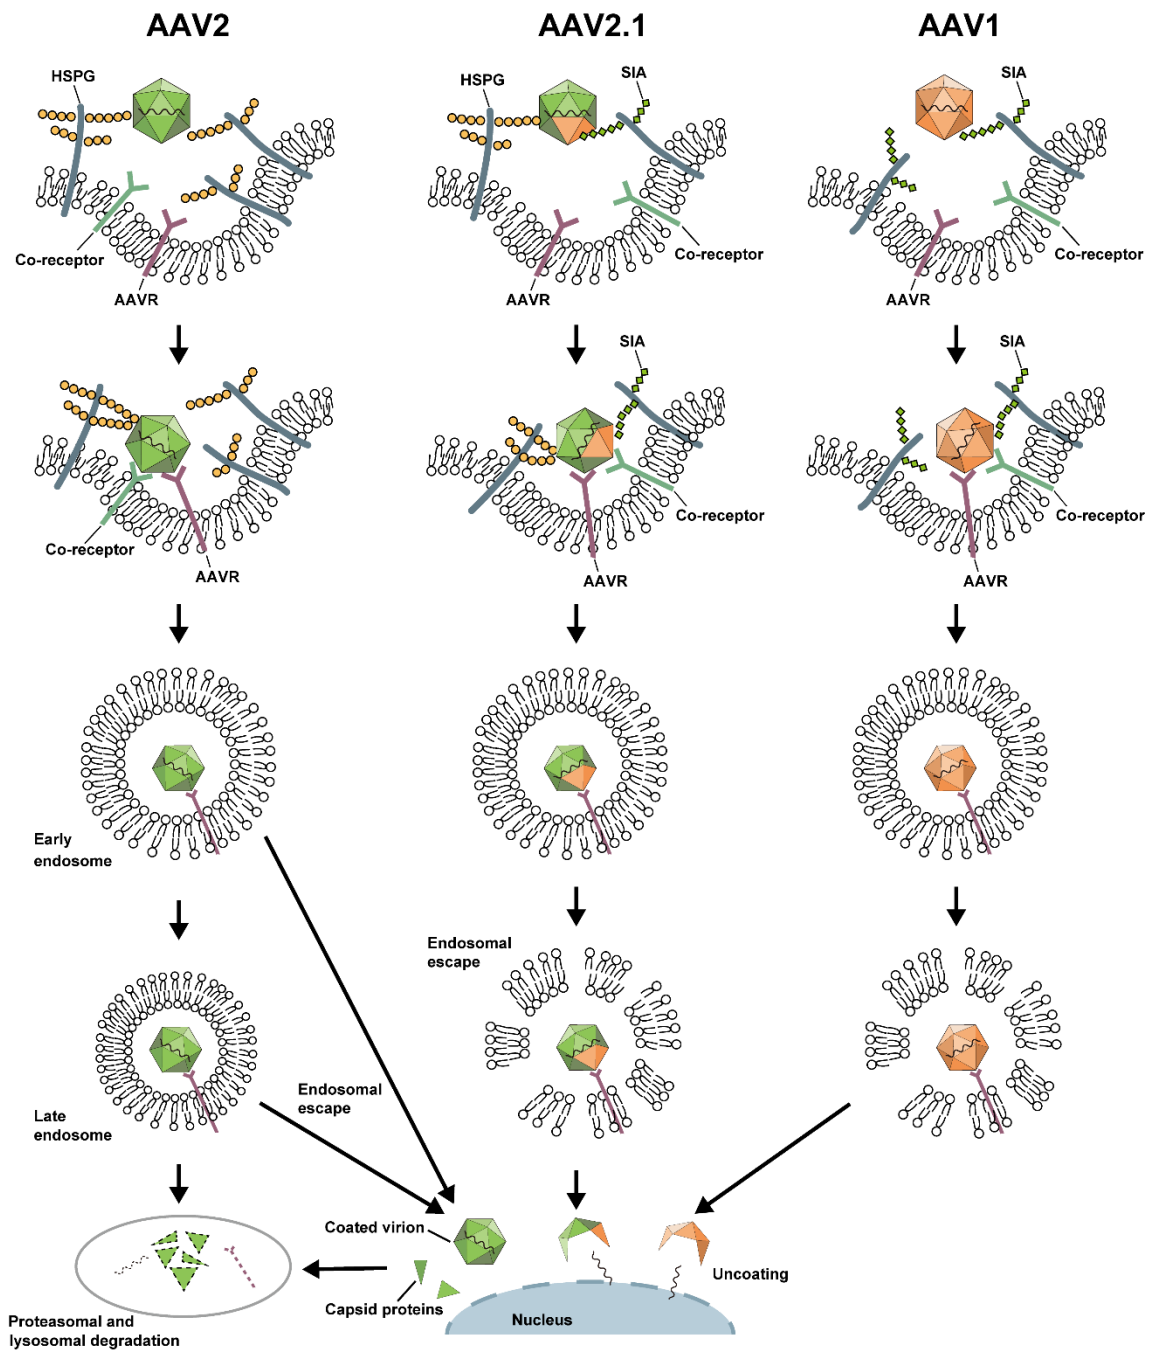 AAV2
AAV2.1
AAV1
HSPG
HSPG
SIA
SIA
Co-receptor
AAVR
Co-receptor
AAVR
Co-receptor
AAVR
SIA
SIA
Co-receptor
AAVR
Co-receptor
AAVR
Co-receptor
AAVR
Early
endosome
Endosomal
escape
Late
endosome
Endosomal
escape
Coated virion
Capsid proteins
Uncoating
Nucleus
Proteasomal and
lysosomal degradation